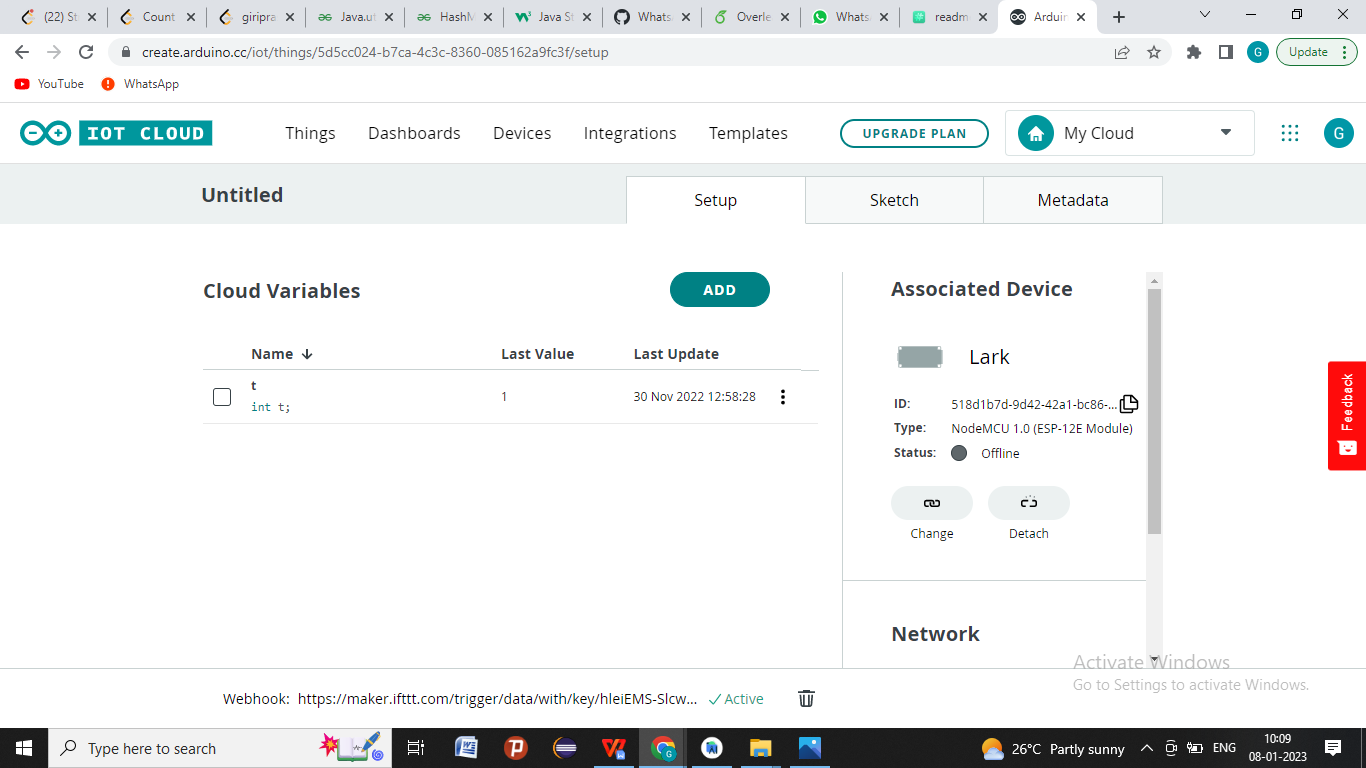 (22) St
Count
giripra
Java.ut
HashM
Java St
Whats
Overle
Whats
readm
Arduin
create.arduino.cc/iot/things/5d5cc024-b7ca-4c3c-8360-085162a9fc3f/setup
G
Update
YouTube
WhatsApp
IOT CLOUD
Things
Dashboards
Devices
Integrations
Templates
UPGRADE PLAN
My Cloud
G
Untitled
Setup
Sketch
Metadata
Cloud Variables
ADD
Associated Device
Name
Last Value
Last Update
Lark
t
int t;
1
30 Nov 2022 12:58:28
ID:
518d1b7d-9d42-42a1-bc86-...
Type:
NodeMCU 1.0 (ESP-12E Module)
Status:
Offline
Change
Detach
Feedback
Network
Activate Windows
Go to Settings to activate Windows.
Webhook: https://maker.ifttt.com/trigger/data/with/key/hleiEMS-Slcw...
Active
Type here to search
26°C Partly sunny
ENG
10:09
08-01-2023